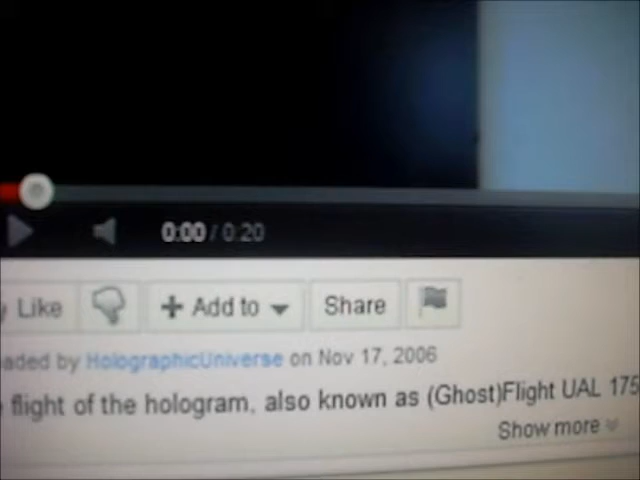 0:00 / 0:20
Like Add to Share
aded by HolographicUniverse on Nov 17, 2006
flight of the hologram, also known as (Ghost)Flight UAL 175
Show more